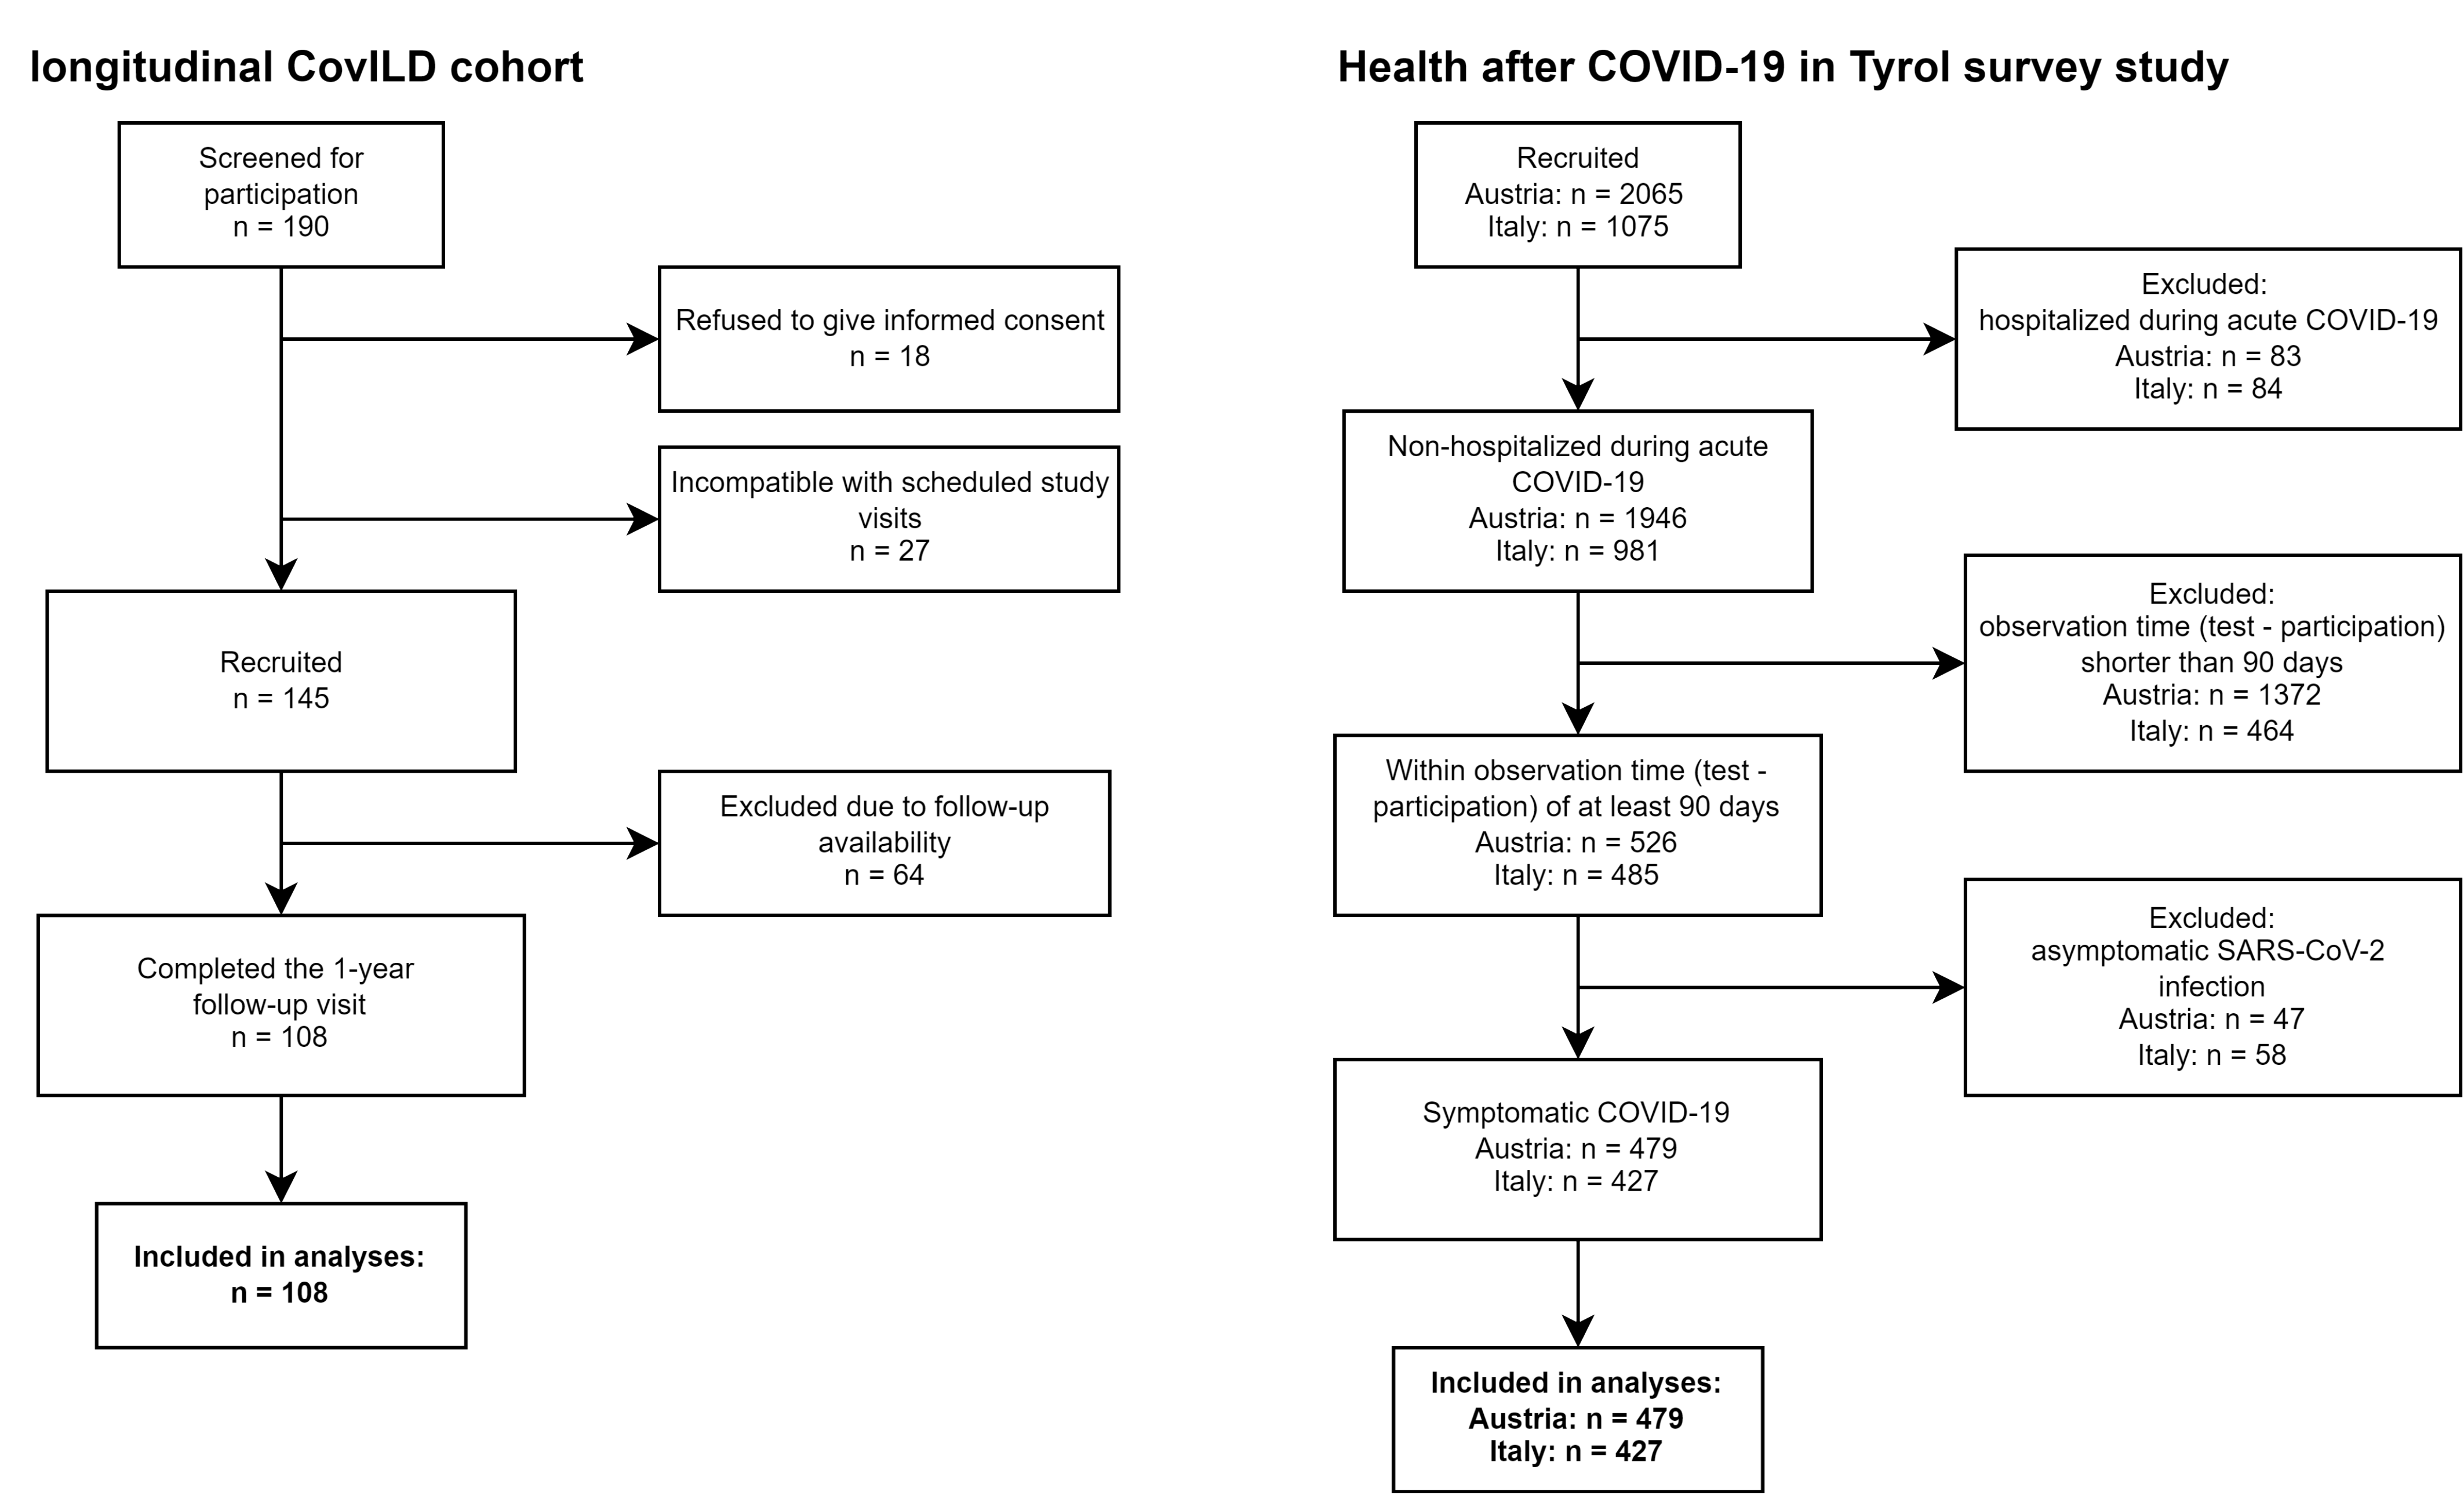 longitudinal CovILD cohort
Screened for
participation
n = 190
Refused to give informed consent
n = 18
Incompatible with scheduled study
visits
n = 27
Recruited
n = 145
Excluded due to follow-up
availability
n = 64
Completed the 1-year
follow-up visit
n = 108
Included in analyses:
n = 108
Health after COVID-19 in Tyrol survey study
Recruited
Austria: n = 2065
Italy: n = 1075
Excluded:
hospitalized during acute COVID-19
Austria: n = 83
Italy: n = 84
Non-hospitalized during acute
COVID-19
Austria: n = 1946
Italy: n = 981
Excluded:
observation time (test - participation)
shorter than 90 days
Austria: n = 1372
Italy: n = 464
Within observation time (test -
participation) of at least 90 days
Austria: n = 526
Italy: n = 485
Excluded:
asymptomatic SARS-CoV-2
infection
Austria: n = 47
Italy: n = 58
Symptomatic COVID-19
Austria: n = 479
Italy: n = 427
Included in analyses:
Austria: n = 479
Italy: n = 427